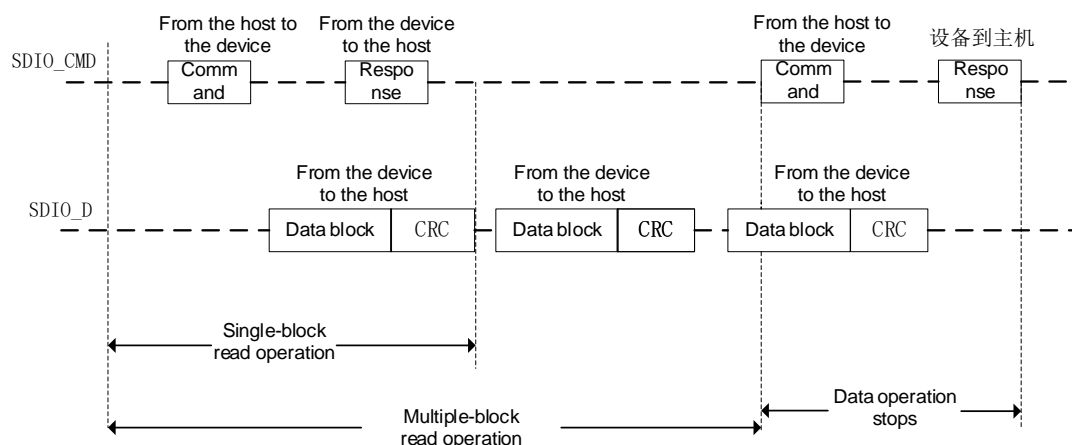 From the host to
the device
From the device
to the host
From the host to
the device
设备到主机
SDIO_CMD
Comm
and
Respo
nse
Comm
and
Respo
nse
From the device
to the host
From the device
to the host
From the device
to the host
SDIO_D
Data block
CRC
Data block
CRC
Data block
CRC
Single-block
read operation
Data operation
stops
Multiple-block
read operation